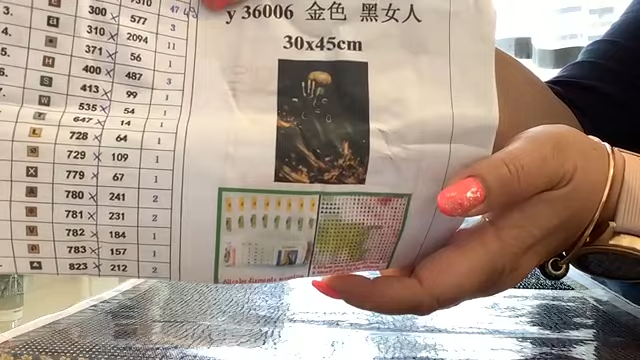 y 36006 金色 黑女人
30x45cm
3. 300 x 577 3
310 x 2094 11
371 x 56 1
H 400 x 487 3
S 413 x 99 1
W 535 x 54 1
647 x 14 1
L 728 x 64 1
729 x 109 1
X 779 x 67 1
780 x 241 2
781 x 231 2
V 782 x 184 1
D 783 x 157 1
A 823 x 212 2